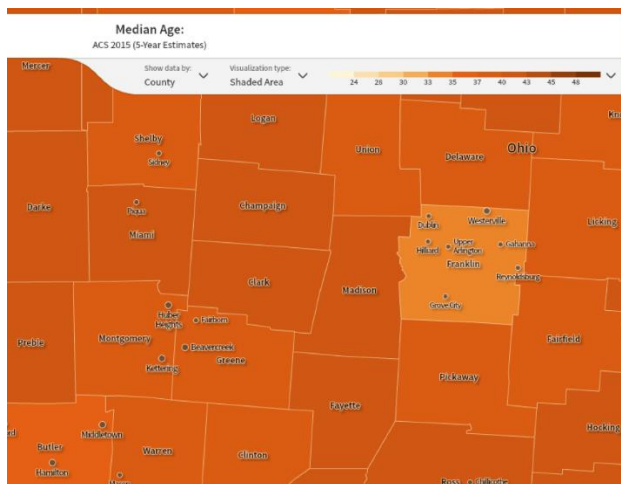 Median Age:
ACS 2015 (5-Year Estimates)
Show data by:
County
Visualization type:
Shaded Area
24 28 30 33 35 37 40 43 45 48
Mercer
Logan
Shelby
Sidney
Union
Delaware
Ohio
Darke
Piqua
Miami
Champaign
Dublin
Westerville
Licking
Hilliard
Upper
Arlington
Gahanna
Franklin
Reynoldsburg
Clark
Madison
Grove City
Huber
Heights
Fairborn
Preble
Montgomery
Beavercreek
Greene
Kettering
Fairfield
Pickaway
Fayette
Hocking
Butler
Middletown
Hamilton
Warren
Clinton
Ross
Chillicothe